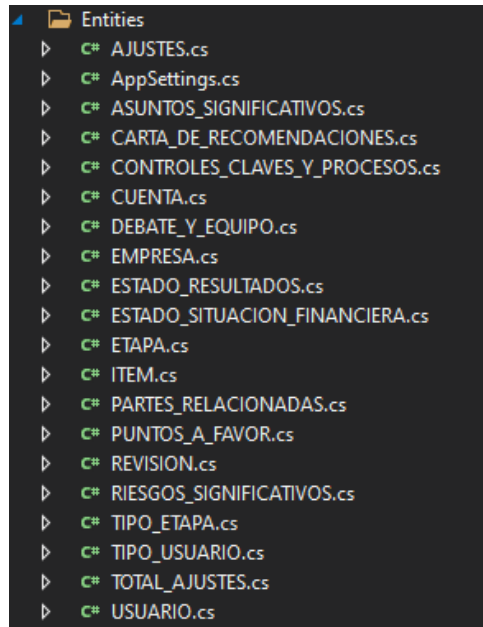 Entities
C# AJUSTES.cs
C# AppSettings.cs
C# ASUNTOS_SIGNIFICATIVOS.cs
C# CARTA_DE_RECOMENDACIONES.cs
C# CONTROLES_CLAVES_Y_PROCESOS.cs
C# CUENTA.cs
C# DEBATE_Y_EQUIPO.cs
C# EMPRESA.cs
C# ESTADO_RESULTADOS.cs
C# ESTADO_SITUACION_FINANCIERA.cs
C# ETAPA.cs
C# ITEM.cs
C# PARTES_RELACIONADAS.cs
C# PUNTOS_A_FAVOR.cs
C# REVISION.cs
C# RIESGOS_SIGNIFICATIVOS.cs
C# TIPO_ETAPA.cs
C# TIPO_USUARIO.cs
C# TOTAL_AJUSTES.cs
C# USUARIO.cs